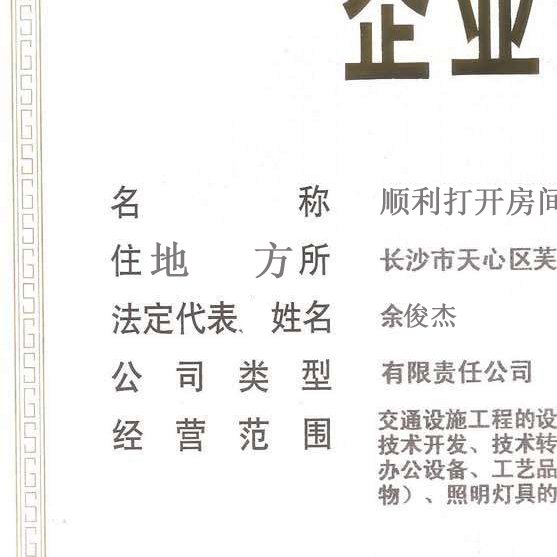 企业
名 称 顺利打开房间
住地 方所 长沙市天心区芙
法定代表、姓名 余俊杰
公司类型 有限责任公司
经营范围 交通设施工程的设
技术开发、技术转
办公设备、工艺品
物）、照明灯具的